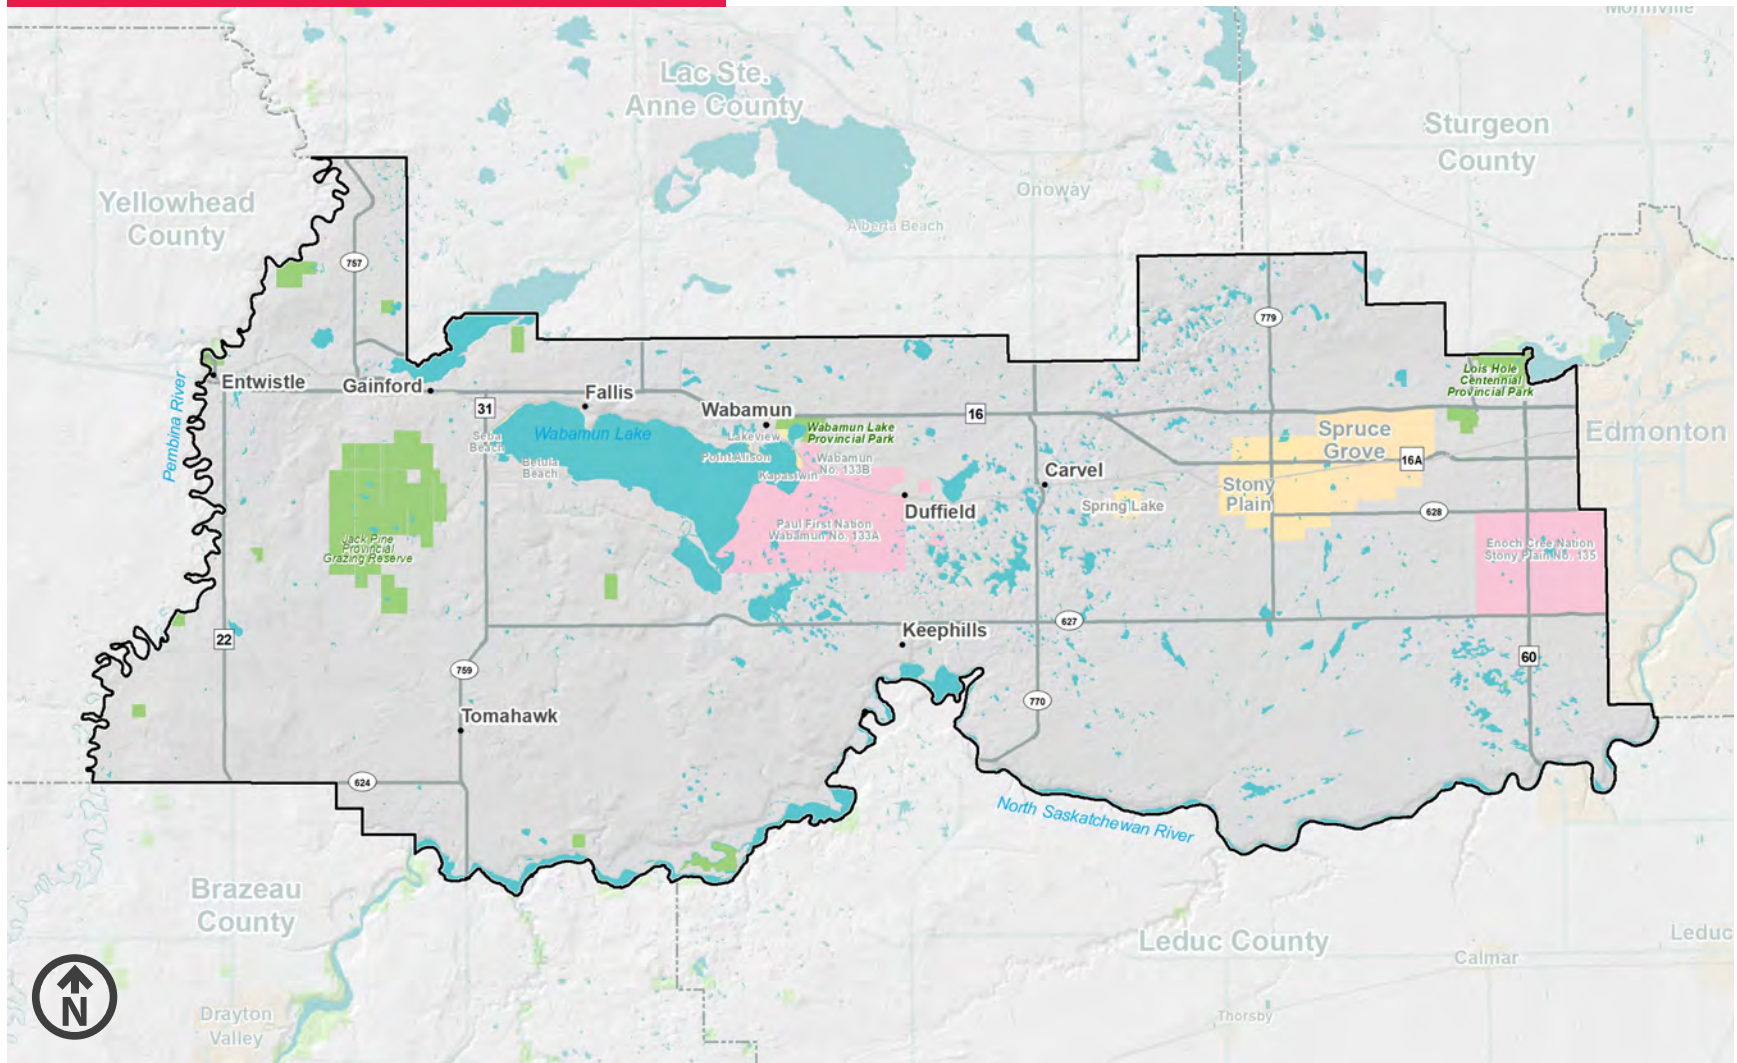 Morinville
Lac Ste.
Anne County
Sturgeon
County
Yellowhead
County
Onoway
Alberta Beach
757
779
Pembina River
Entwistle
Gainford
Fallis
31
Wabamun
16
Lois Hole
Centennial
Provincial Park
Seba
Beach
Wabamun Lake
Lakeview
Wabamun Lake
Provincial Park
Point Alison
Betula
Beach
Kapasiwin
Wabamun
No. 133B
Carvel
Spruce
Grove
16A
Edmonton
Stony
Plain
Spring Lake
Duffield
628
Paul First Nation
Wabamun No. 133A
Jack Pine
Provincial
Grazing Reserve
Enoch Cree Nation
Stony Plain No. 135
22
Keephills
627
60
759
770
Tomahawk
624
North Saskatchewan River
Brazeau
County
Leduc County
Leduc
Calmar
Thorsby
Drayton
Valley
N